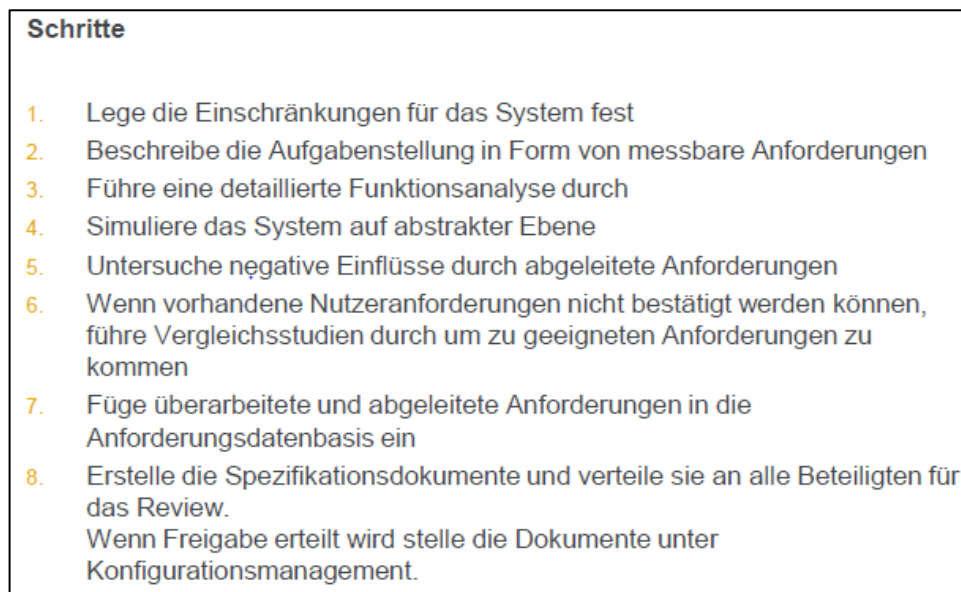 Schritte
1. Lege die Einschränkungen für das System fest
2. Beschreibe die Aufgabenstellung in Form von messbare Anforderungen
3. Führe eine detaillierte Funktionsanalyse durch
4. Simuliere das System auf abstrakter Ebene
5. Untersuche negative Einflüsse durch abgeleitete Anforderungen
6. Wenn vorhandene Nutzeranforderungen nicht bestätigt werden können,
führe Vergleichsstudien durch um zu geeigneten Anforderungen zu
kommen
7. Füge überarbeitete und abgeleitete Anforderungen in die
Anforderungsdatenbasis ein
8. Erstelle die Spezifikationsdokumente und verteile sie an alle Beteiligten für
das Review.
Wenn Freigabe erteilt wird stelle die Dokumente unter
Konfigurationsmanagement.